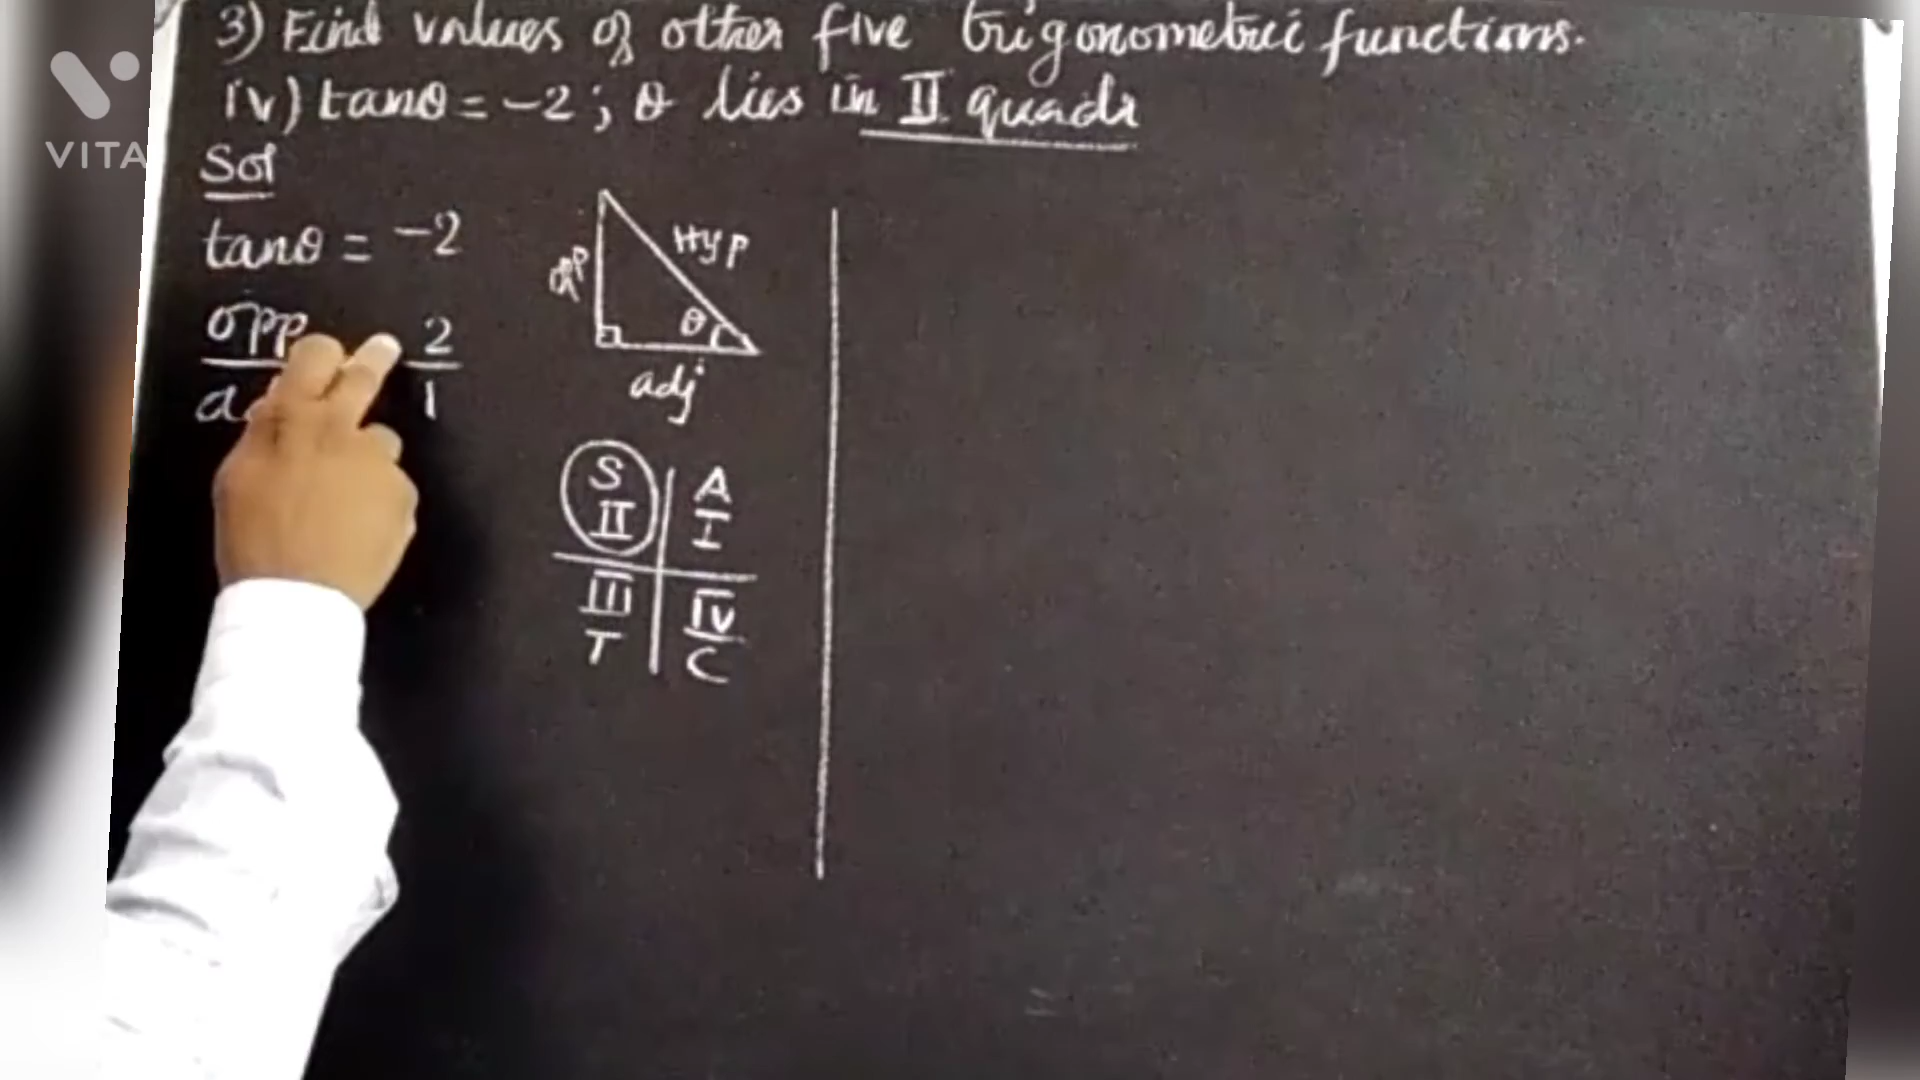 3) Find values of other five trigonometric functions.
iv) tanθ = -2 ; θ lies in II quadr
VITA
Sol
tanθ = -2
opp 2
1
Hyp
θ
adj
S A
II I
III IV
T C